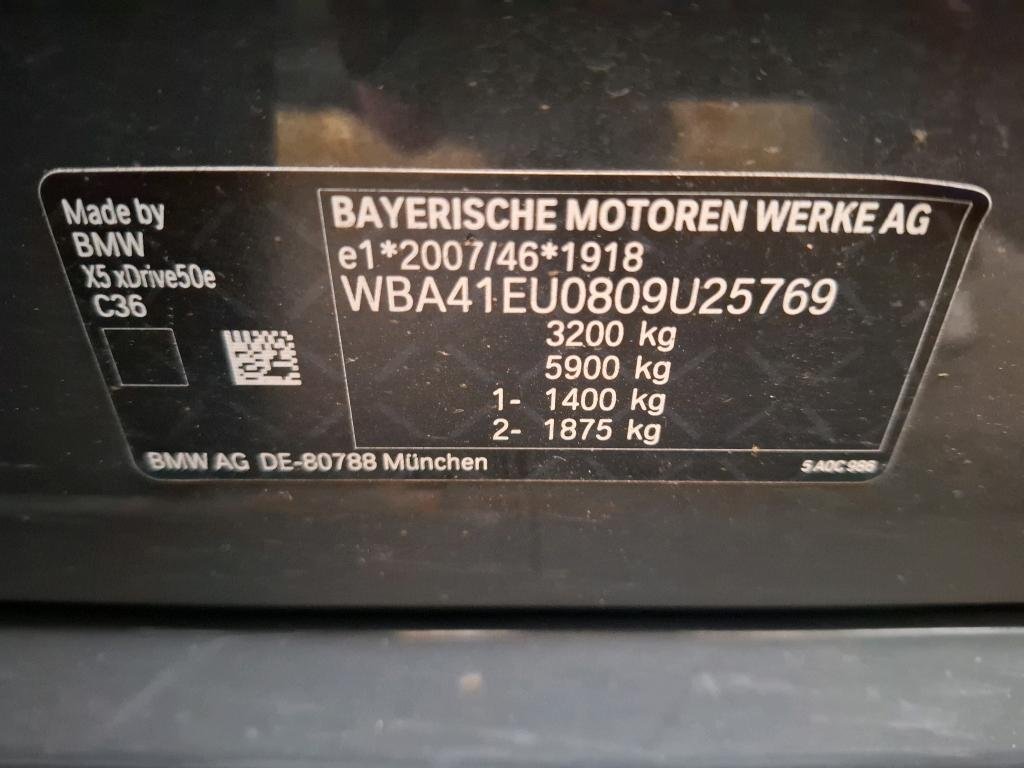 Made by
BMW
X5 xDrive50e
C36
BAYERISCHE MOTOREN WERKE AG
e1*2007/46*1918
WBA41EU0809U25769
3200 kg
5900 kg
1- 1400 kg
2- 1875 kg
BMW AG DE-80788 München
5A0C986